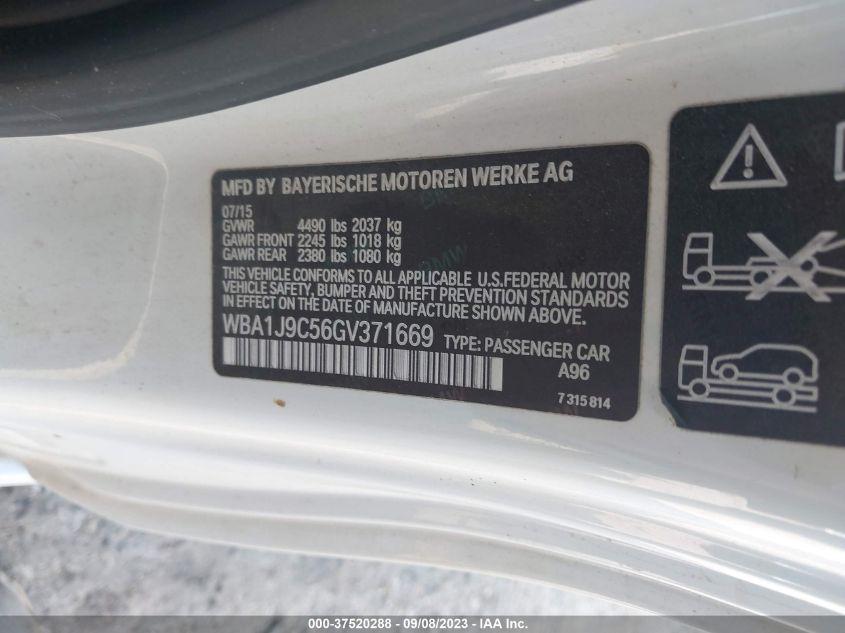 MFD BY BAYERISCHE MOTOREN WERKE AG
07/15
GVWR 4490 lbs 2037 kg
GAWR FRONT 2245 lbs 1018 kg
GAWR REAR 2380 lbs 1080 kg
THIS VEHICLE CONFORMS TO ALL APPLICABLE U.S.FEDERAL MOTOR
VEHICLE SAFETY, BUMPER AND THEFT PREVENTION STANDARDS
IN EFFECT ON THE DATE OF MANUFACTURE SHOWN ABOVE.
WBA1J9C56GV371669 TYPE: PASSENGER CAR
A96
7 315 814
000-37520288 - 09/08/2023 - IAA Inc.